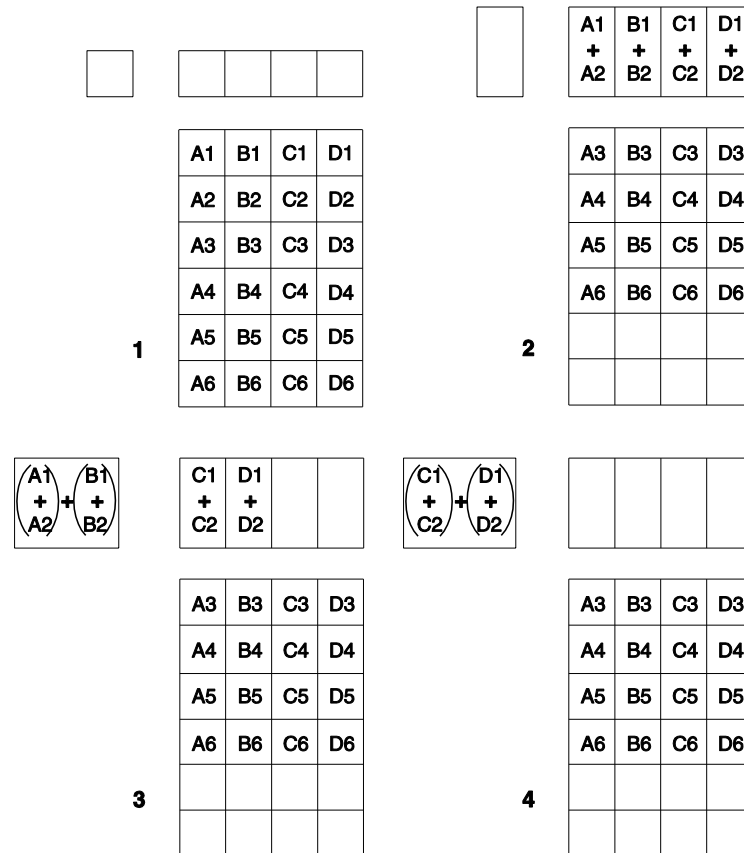 A1 B1 C1 D1
+ + + +
A2 B2 C2 D2
A1 B1 C1 D1
A2 B2 C2 D2
A3 B3 C3 D3
A4 B4 C4 D4
A5 B5 C5 D5
A6 B6 C6 D6
1
A3 B3 C3 D3
A4 B4 C4 D4
A5 B5 C5 D5
A6 B6 C6 D6
2
(A1 + A2) + (B1 + B2)
C1 D1
+ +
C2 D2
A3 B3 C3 D3
A4 B4 C4 D4
A5 B5 C5 D5
A6 B6 C6 D6
3
(C1 + C2) + (D1 + D2)
A3 B3 C3 D3
A4 B4 C4 D4
A5 B5 C5 D5
A6 B6 C6 D6
4